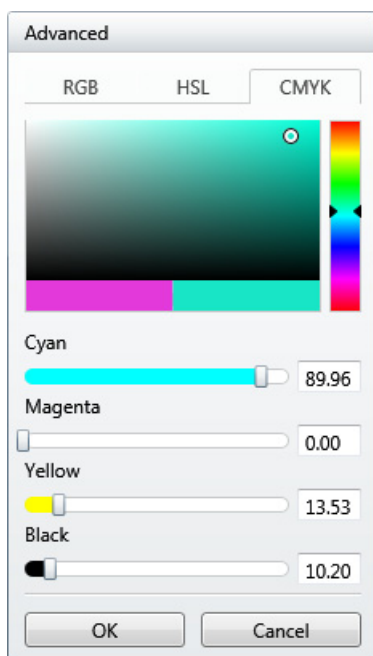 Advanced
RGB HSL CMYK
Cyan
89.96
Magenta
0.00
Yellow
13.53
Black
10.20
OK Cancel